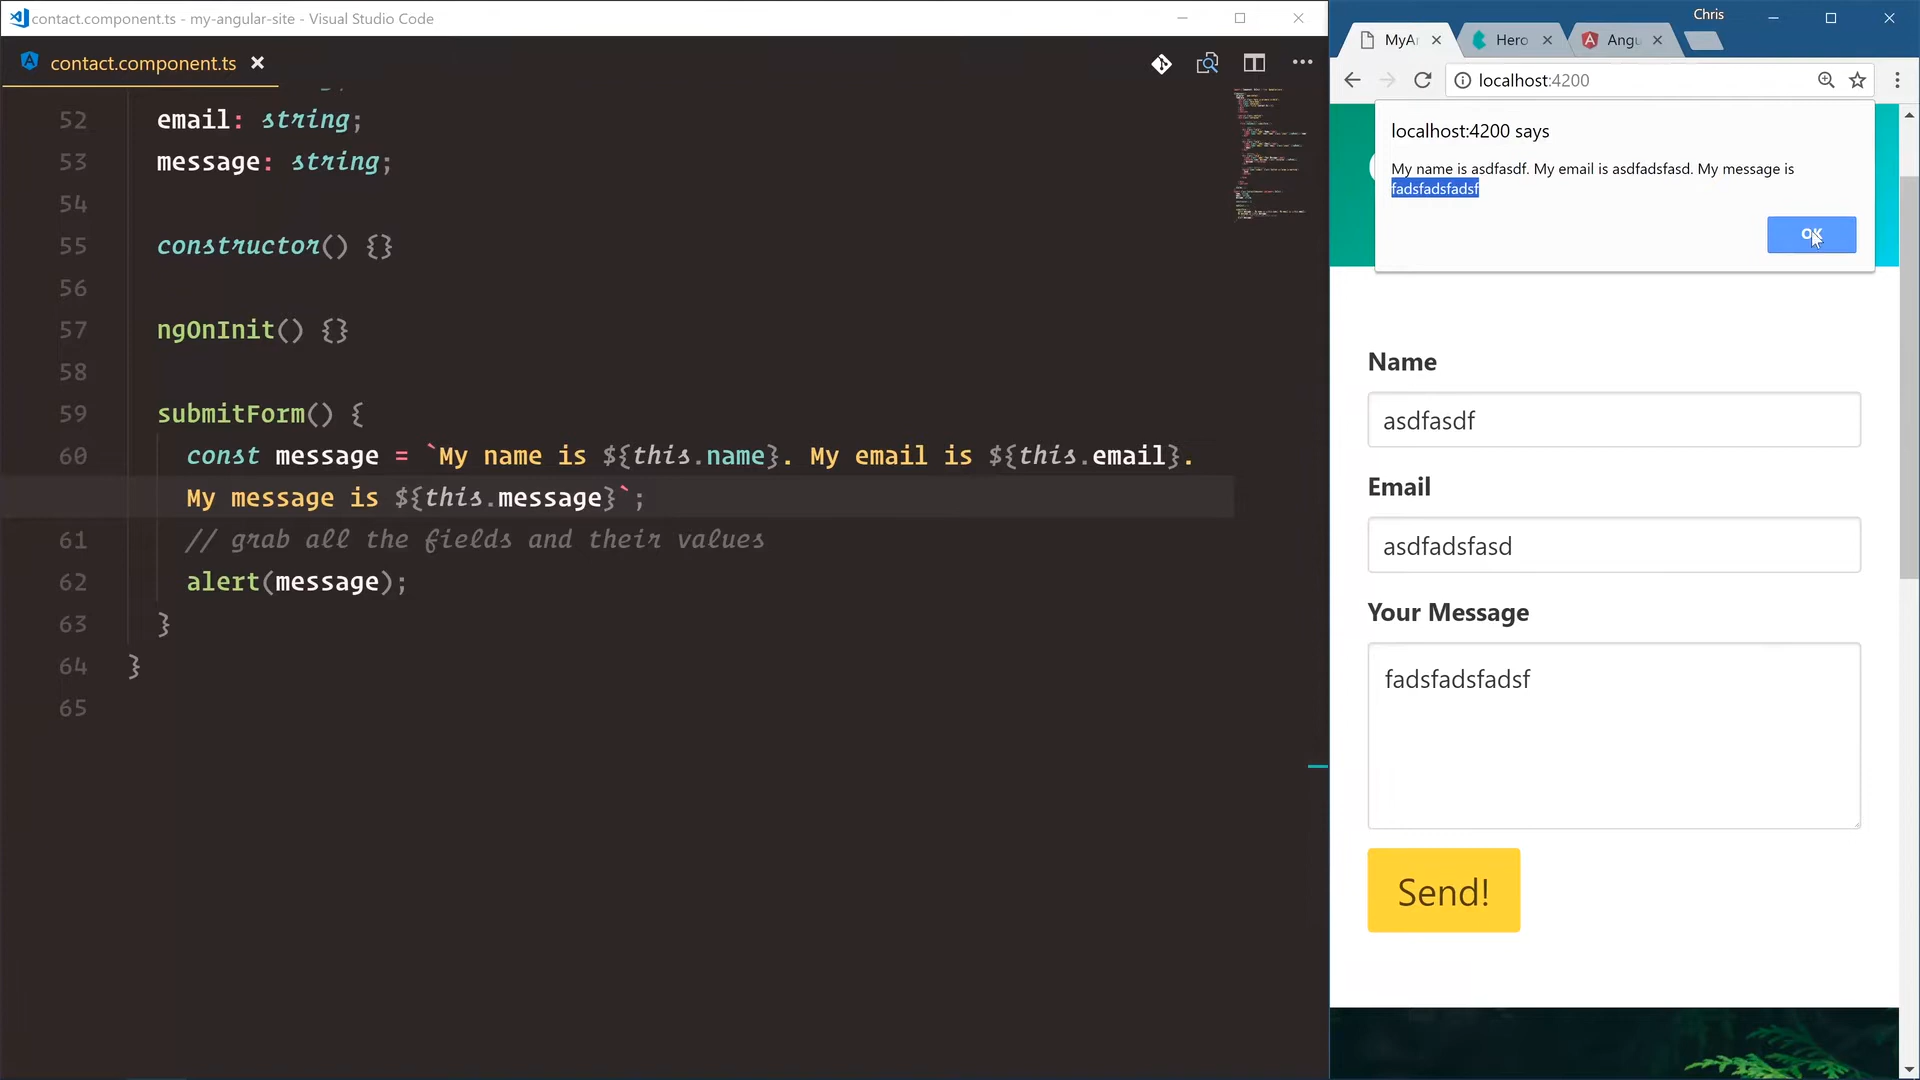 contact.component.ts - my-angular-site - Visual Studio Code
contact.component.ts
52 email: string;
53 message: string;
54
55 constructor() {}
56
57 ngOnInit() {}
58
59 submitForm() {
60 const message = `My name is ${this.name}. My email is ${this.email}.
My message is ${this.message}`;
61 // grab all the fields and their values
62 alert(message);
63 }
64 }
65
Chris
MyAn Hero Angu
localhost:4200
localhost:4200 says
My name is asdfasdf. My email is asdfadsfasd. My message is
fadsfadsfadsf
OK
Name
asdfasdf
Email
asdfadsfasd
Your Message
fadsfadsfadsf
Send!